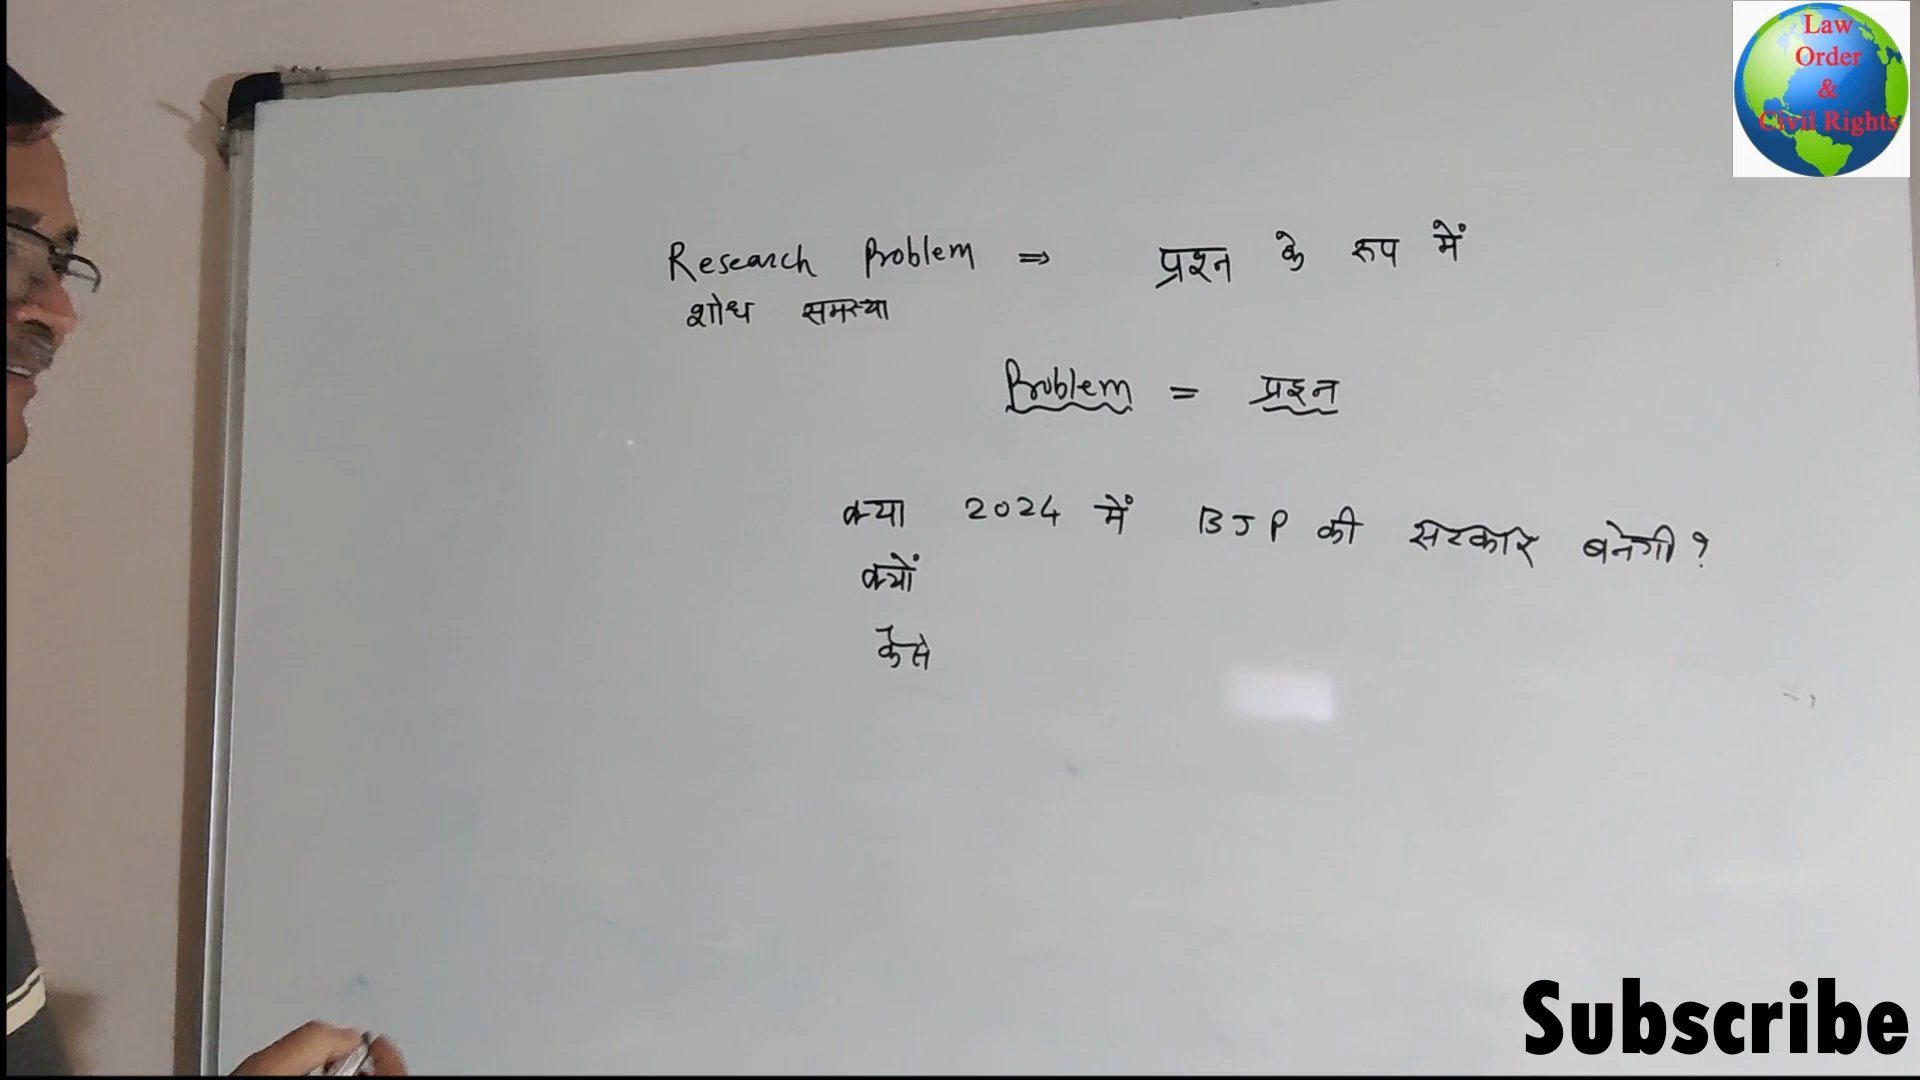 Law
Order
&
Civil Rights
Research Problem ⇒ प्रश्न के रूप में
शोध समस्या
Problem = प्रश्न
क्या 2024 में BJP की सरकार बनेगी?
क्यों
कैसे
Subscribe